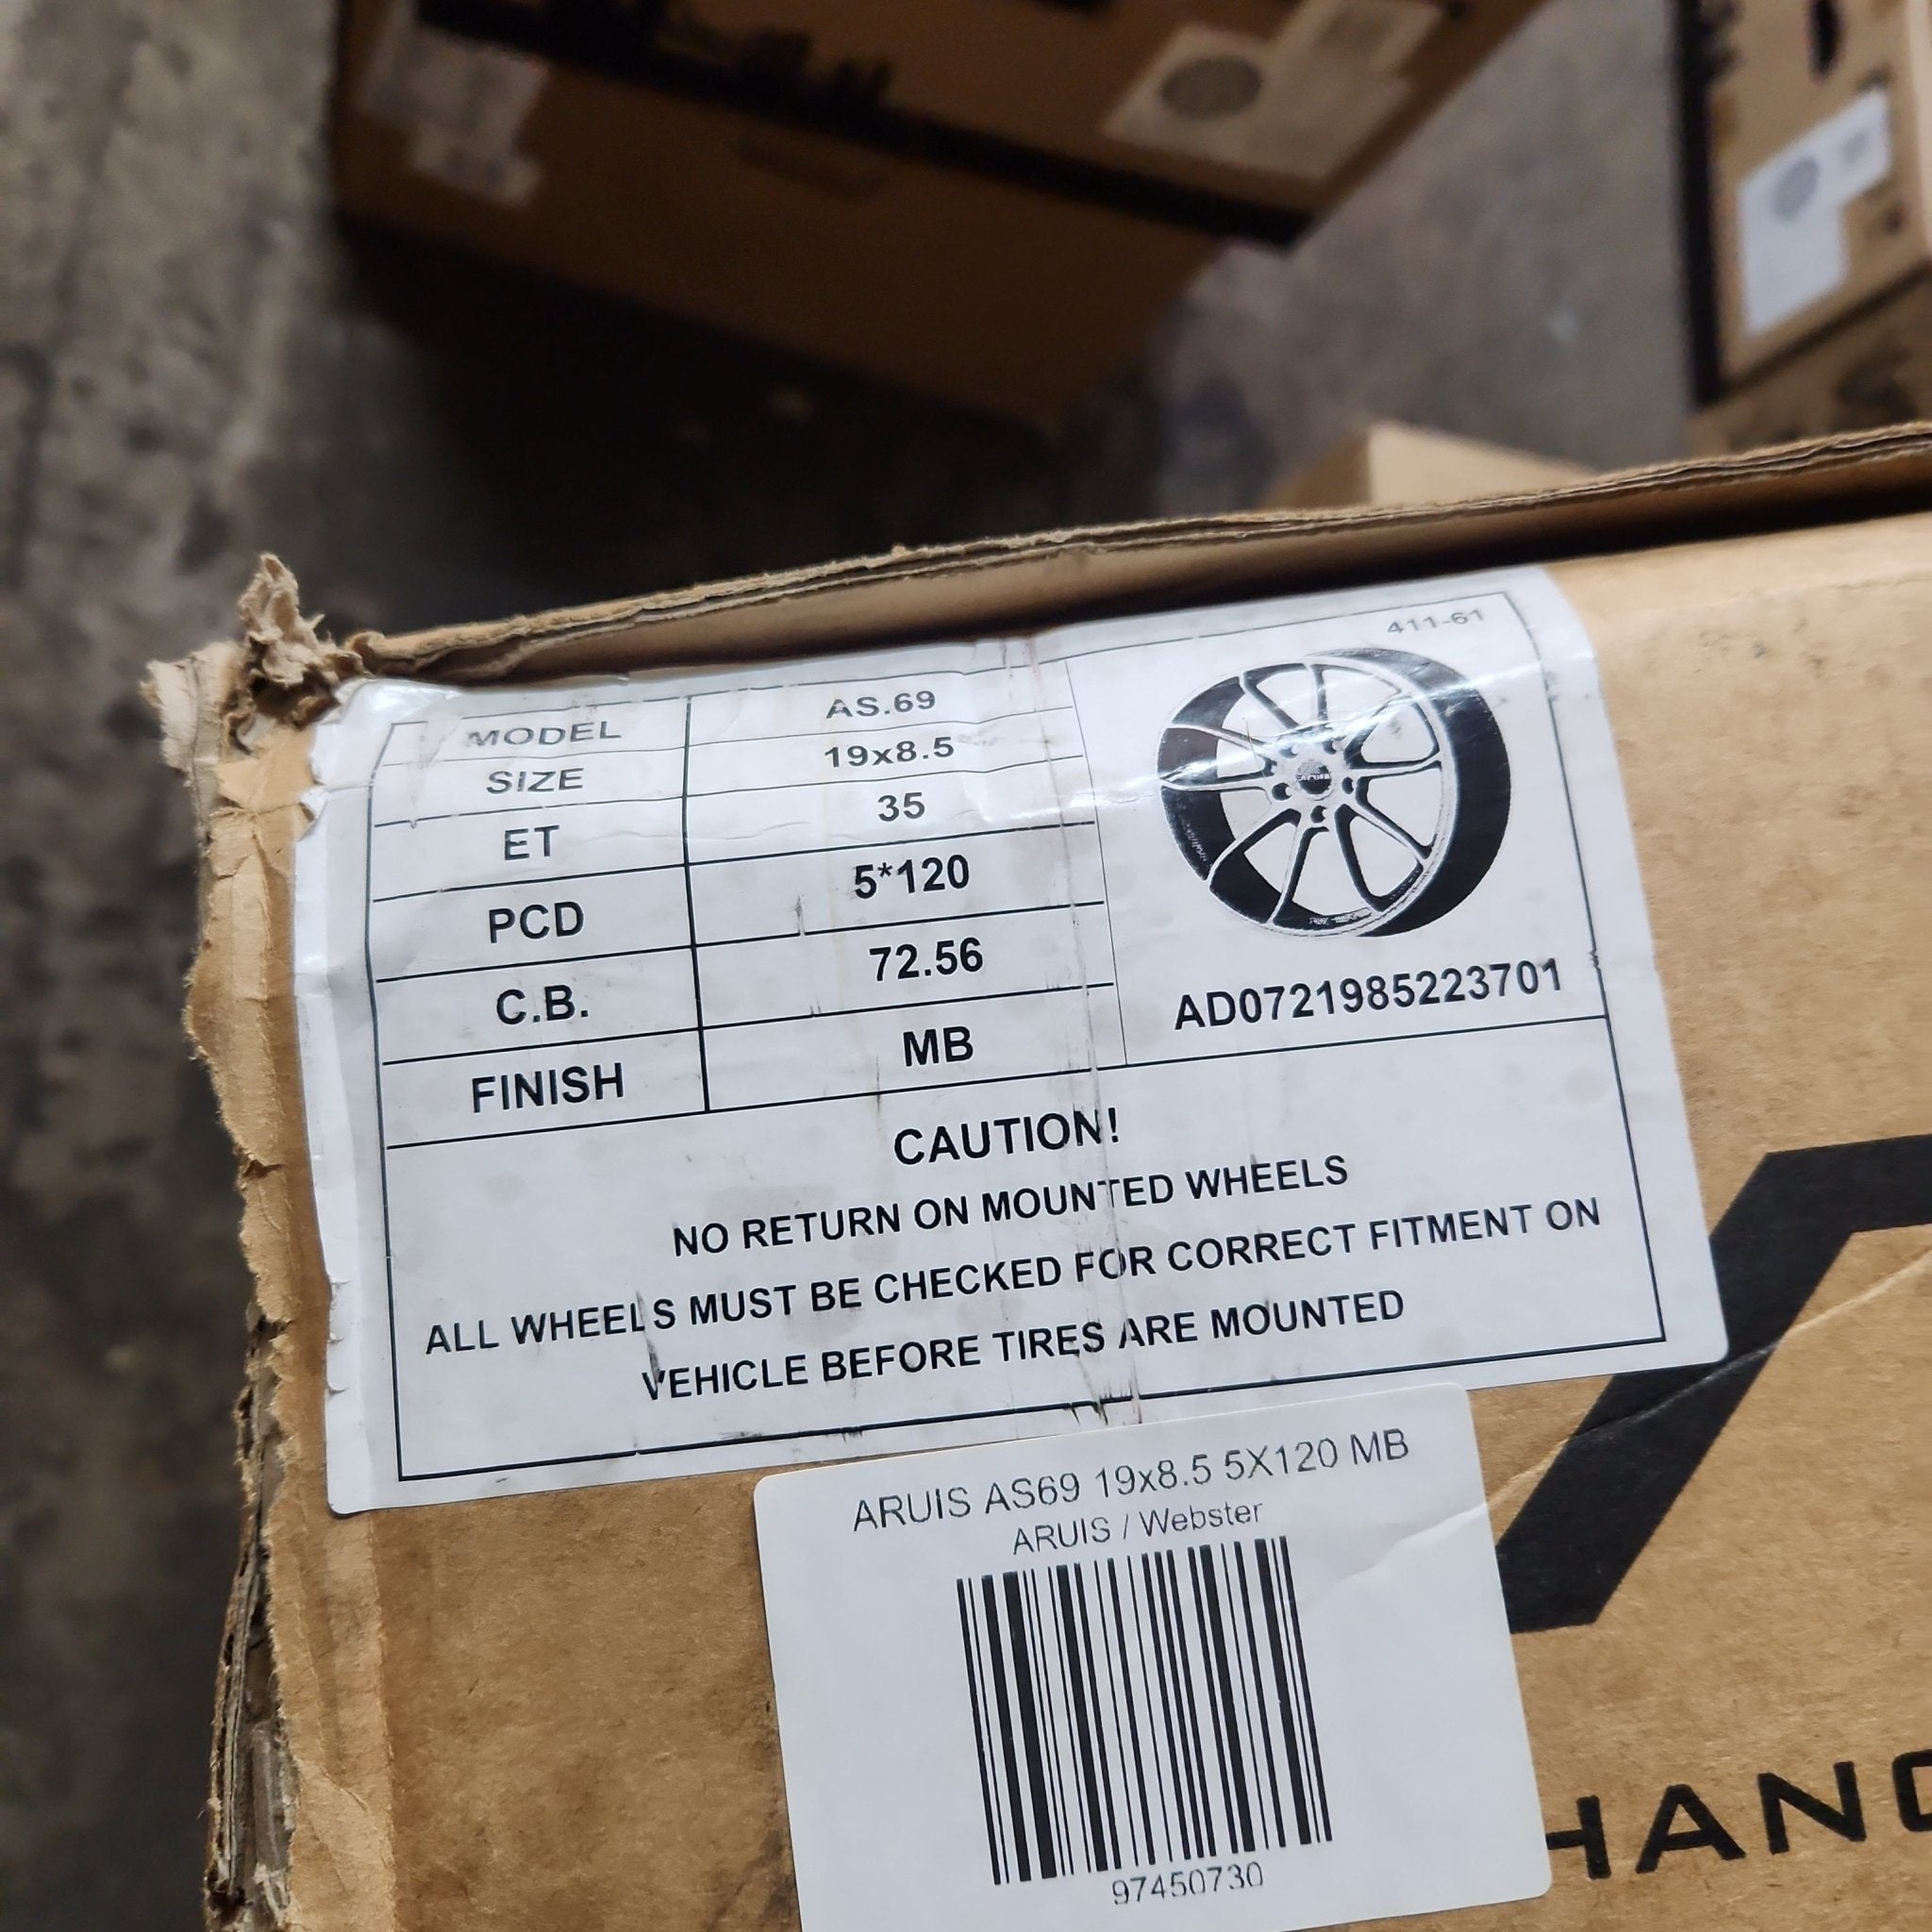 411-61
MODEL AS.69
SIZE 19x8.5
ET 35
PCD 5*120
C.B. 72.56
FINISH MB
AD0721985223701
CAUTION!
NO RETURN ON MOUNTED WHEELS
ALL WHEELS MUST BE CHECKED FOR CORRECT FITMENT ON
VEHICLE BEFORE TIRES ARE MOUNTED
ARUIS AS69 19x8.5 5X120 MB
ARUIS / Webster
97450730
HAND